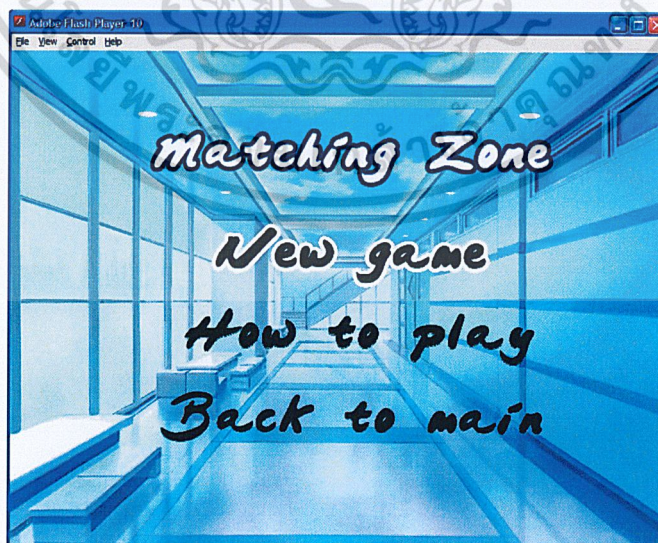 Adobe Flash Player 10
File View Control Help
Matching Zone
New game
How to play
Back to main